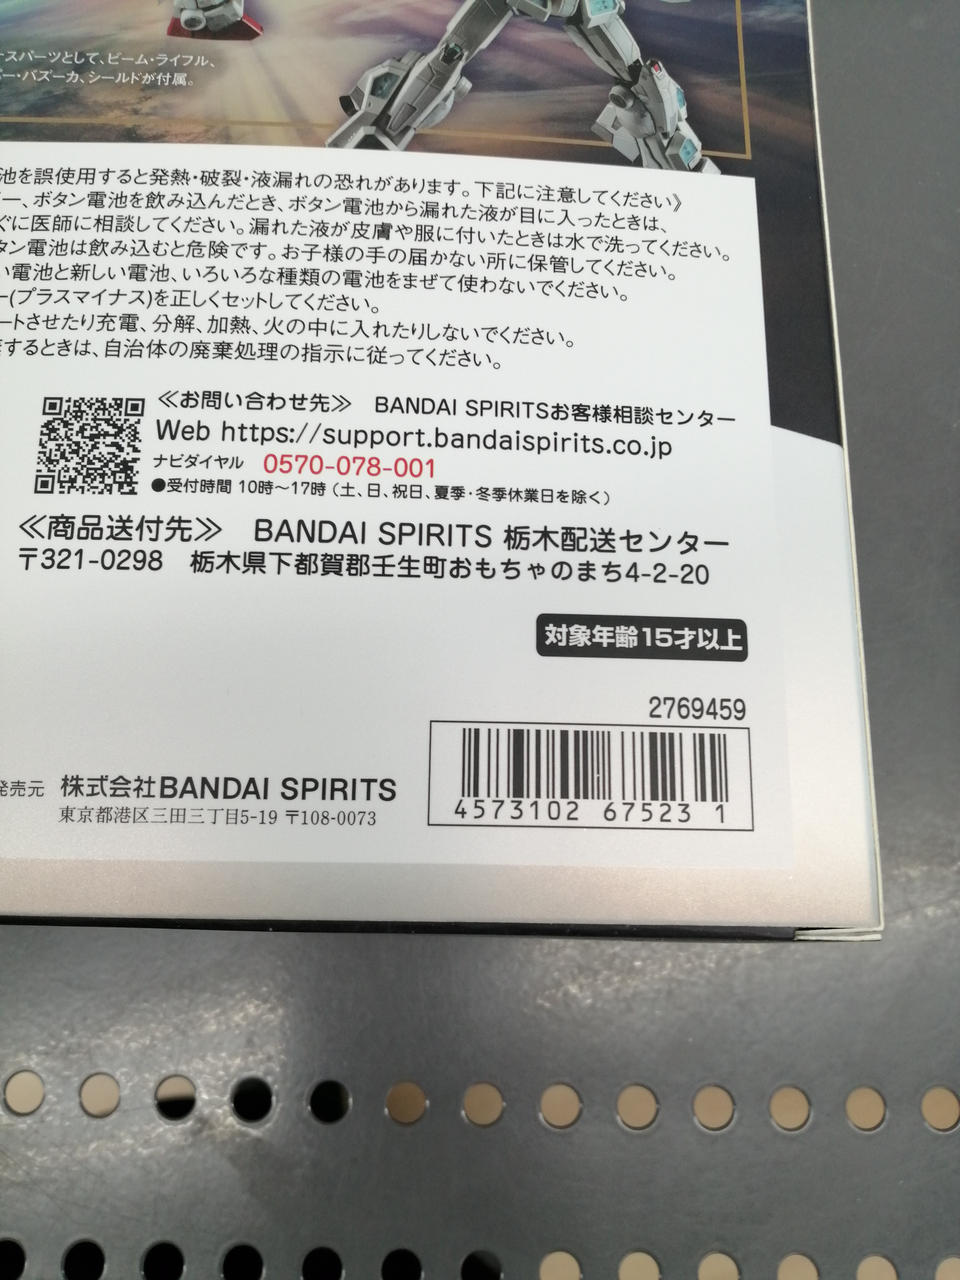 ースパーツとして、ビーム・ライフル、
バズーカ、シールドが付属。
池を誤使用すると発熱・破裂・液漏れの恐れがあります。下記に注意してください》
ー、ボタン電池を飲み込んだとき、ボタン電池から漏れた液が目に入ったときは、
ぐに医師に相談してください。漏れた液が皮膚や服に付いたときは水で洗ってください。
タン電池は飲み込むと危険です。お子様の手の届かない所に保管してください。
い電池と新しい電池、いろいろな種類の電池をまぜて使わないでください。
ー(プラスマイナス)を正しくセットしてください。
ートさせたり充電、分解、加熱、火の中に入れたりしないでください。
するときは、自治体の廃棄処理の指示に従ってください。
≪お問い合わせ先≫ BANDAI SPIRITSお客様相談センター
Web https://support.bandaispirits.co.jp
ナビダイヤル 0570-078-001
●受付時間 10時〜17時（土、日、祝日、夏季・冬季休業日を除く）
≪商品送付先≫ BANDAI SPIRITS 栃木配送センター
〒321-0298 栃木県下都賀郡壬生町おもちゃのまち4-2-20
対象年齢15才以上
2769459
4573102 67523 1
発売元 株式会社BANDAI SPIRITS
東京都港区三田三丁目5-19 〒108-0073